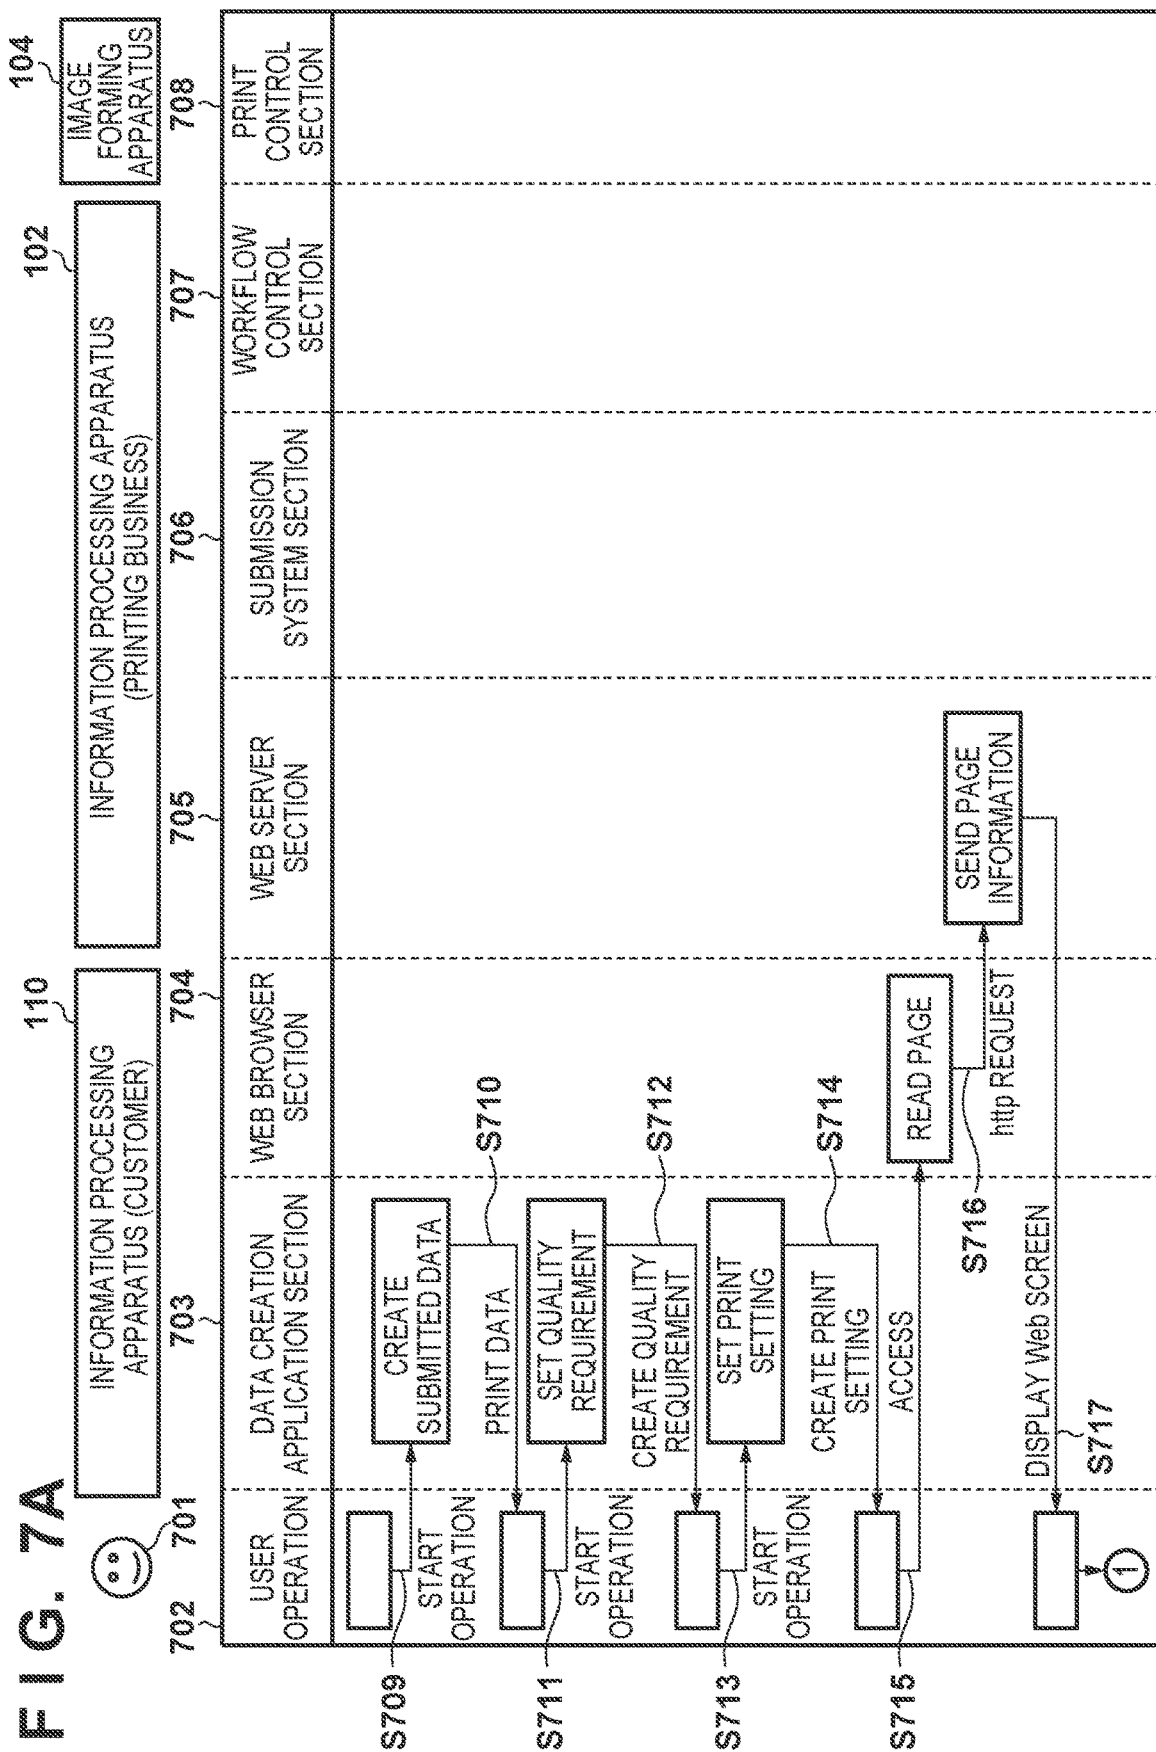 FIG. 7A
701
110
INFORMATION PROCESSING
APPARATUS (CUSTOMER)
102
INFORMATION PROCESSING APPARATUS
(PRINTING BUSINESS)
104
IMAGE
FORMING
APPARATUS
702
703
704
705
706
707
708
USER
OPERATION
DATA CREATION
APPLICATION SECTION
WEB BROWSER
SECTION
WEB SERVER
SECTION
SUBMISSION
SYSTEM SECTION
WORKFLOW
CONTROL
SECTION
PRINT
CONTROL
SECTION
S709
START
OPERATION
CREATE
SUBMITTED DATA
S710
PRINT DATA
S711
START
OPERATION
SET QUALITY
REQUIREMENT
S712
CREATE QUALITY
REQUIREMENT
S713
START
OPERATION
SET PRINT
SETTING
S714
CREATE PRINT
SETTING
S715
ACCESS
READ PAGE
S716
http REQUEST
SEND PAGE
INFORMATION
DISPLAY Web SCREEN
S717
1